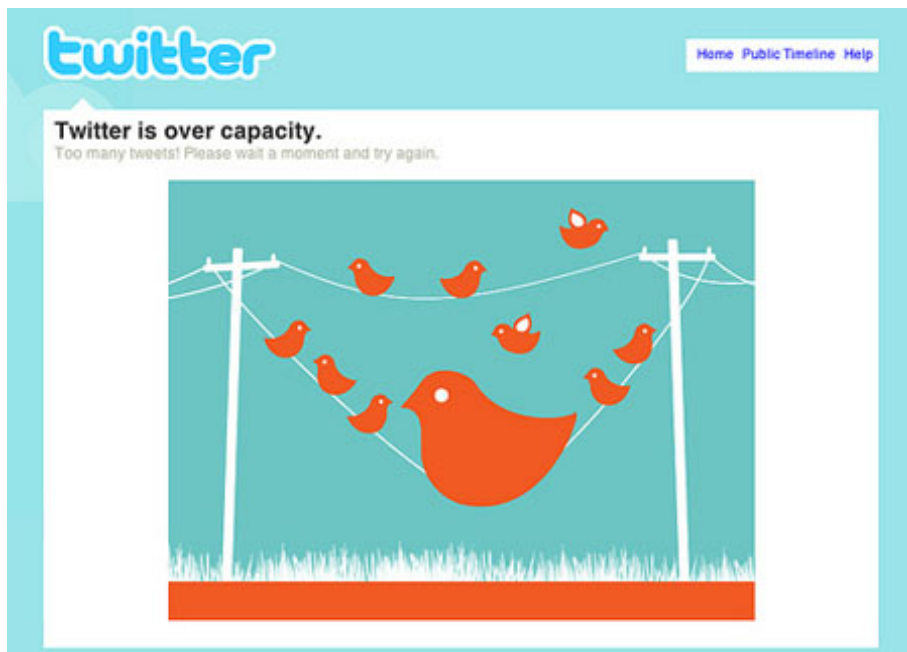 twitter
Home Public Timeline Help
Twitter is over capacity.
Too many tweets! Please wait a moment and try again.